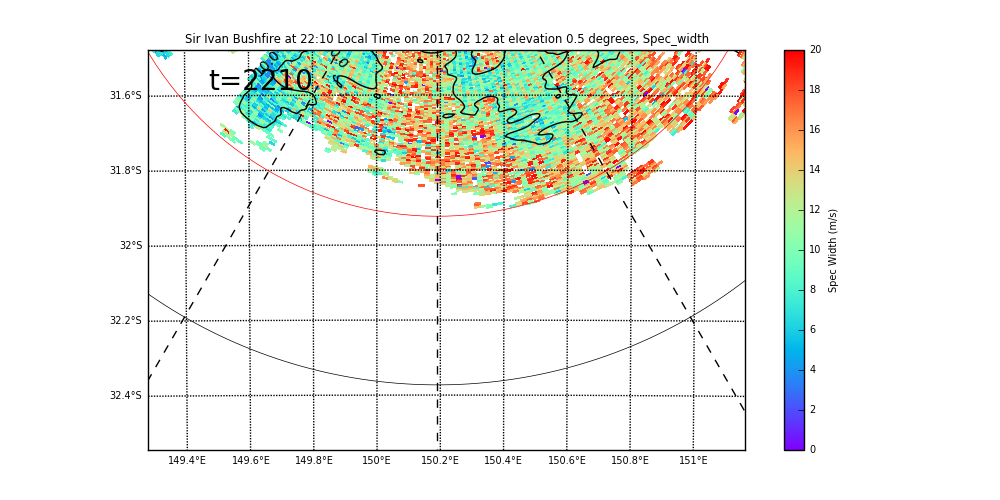 Sir Ivan Bushfire at 22:10 Local Time on 2017 02 12 at elevation 0.5 degrees, Spec_width
t=2210
31.6°S
31.8°S
32°S
32.2°S
32.4°S
149.4°E 149.6°E 149.8°E 150°E 150.2°E 150.4°E 150.6°E 150.8°E 151°E
20
18
16
14
12
10
8
6
4
2
0
Spec Width (m/s)